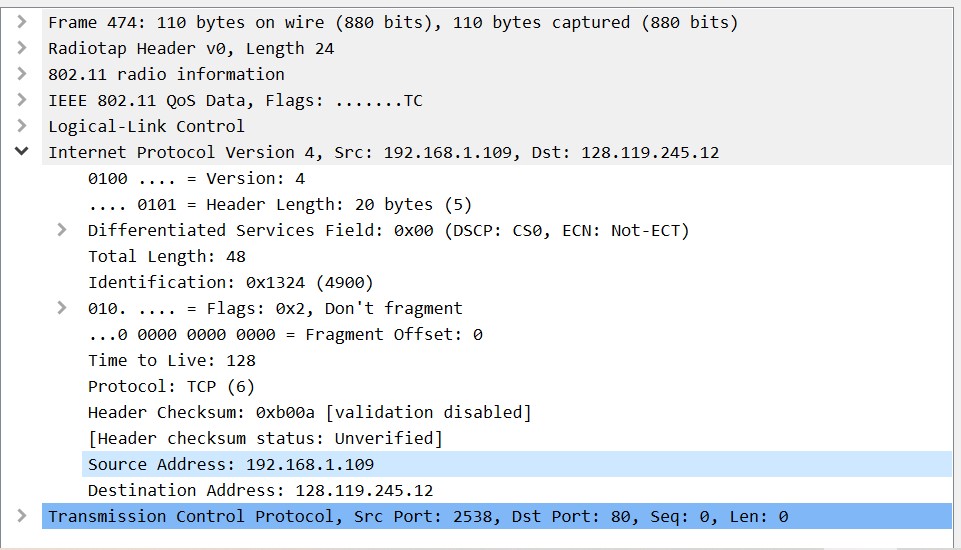 Frame 474: 110 bytes on wire (880 bits), 110 bytes captured (880 bits)
Radiotap Header v0, Length 24
802.11 radio information
IEEE 802.11 QoS Data, Flags: .......TC
Logical-Link Control
Internet Protocol Version 4, Src: 192.168.1.109, Dst: 128.119.245.12
0100 .... = Version: 4
.... 0101 = Header Length: 20 bytes (5)
Differentiated Services Field: 0x00 (DSCP: CS0, ECN: Not-ECT)
Total Length: 48
Identification: 0x1324 (4900)
010. .... = Flags: 0x2, Don't fragment
...0 0000 0000 0000 = Fragment Offset: 0
Time to Live: 128
Protocol: TCP (6)
Header Checksum: 0xb00a [validation disabled]
[Header checksum status: Unverified]
Source Address: 192.168.1.109
Destination Address: 128.119.245.12
Transmission Control Protocol, Src Port: 2538, Dst Port: 80, Seq: 0, Len: 0